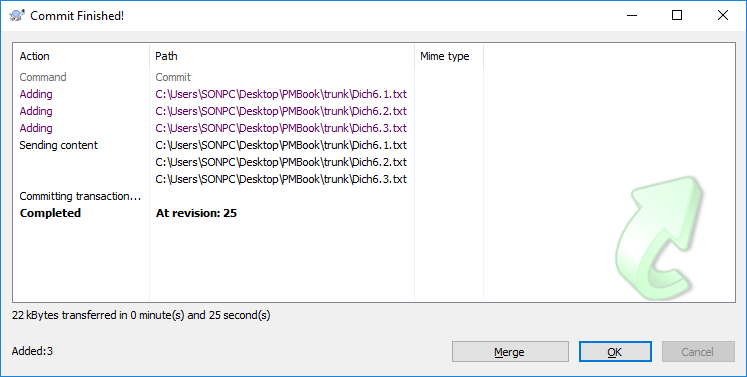 Commit Finished!
Action Path Mime type
Command Commit
Adding C:\Users\SONPC\Desktop\PMBook\trunk\Dich6.1.txt
Adding C:\Users\SONPC\Desktop\PMBook\trunk\Dich6.2.txt
Adding C:\Users\SONPC\Desktop\PMBook\trunk\Dich6.3.txt
Sending content C:\Users\SONPC\Desktop\PMBook\trunk\Dich6.1.txt
C:\Users\SONPC\Desktop\PMBook\trunk\Dich6.2.txt
C:\Users\SONPC\Desktop\PMBook\trunk\Dich6.3.txt
Committing transaction...
Completed At revision: 25
22 kBytes transferred in 0 minute(s) and 25 second(s)
Added:3 Merge OK Cancel